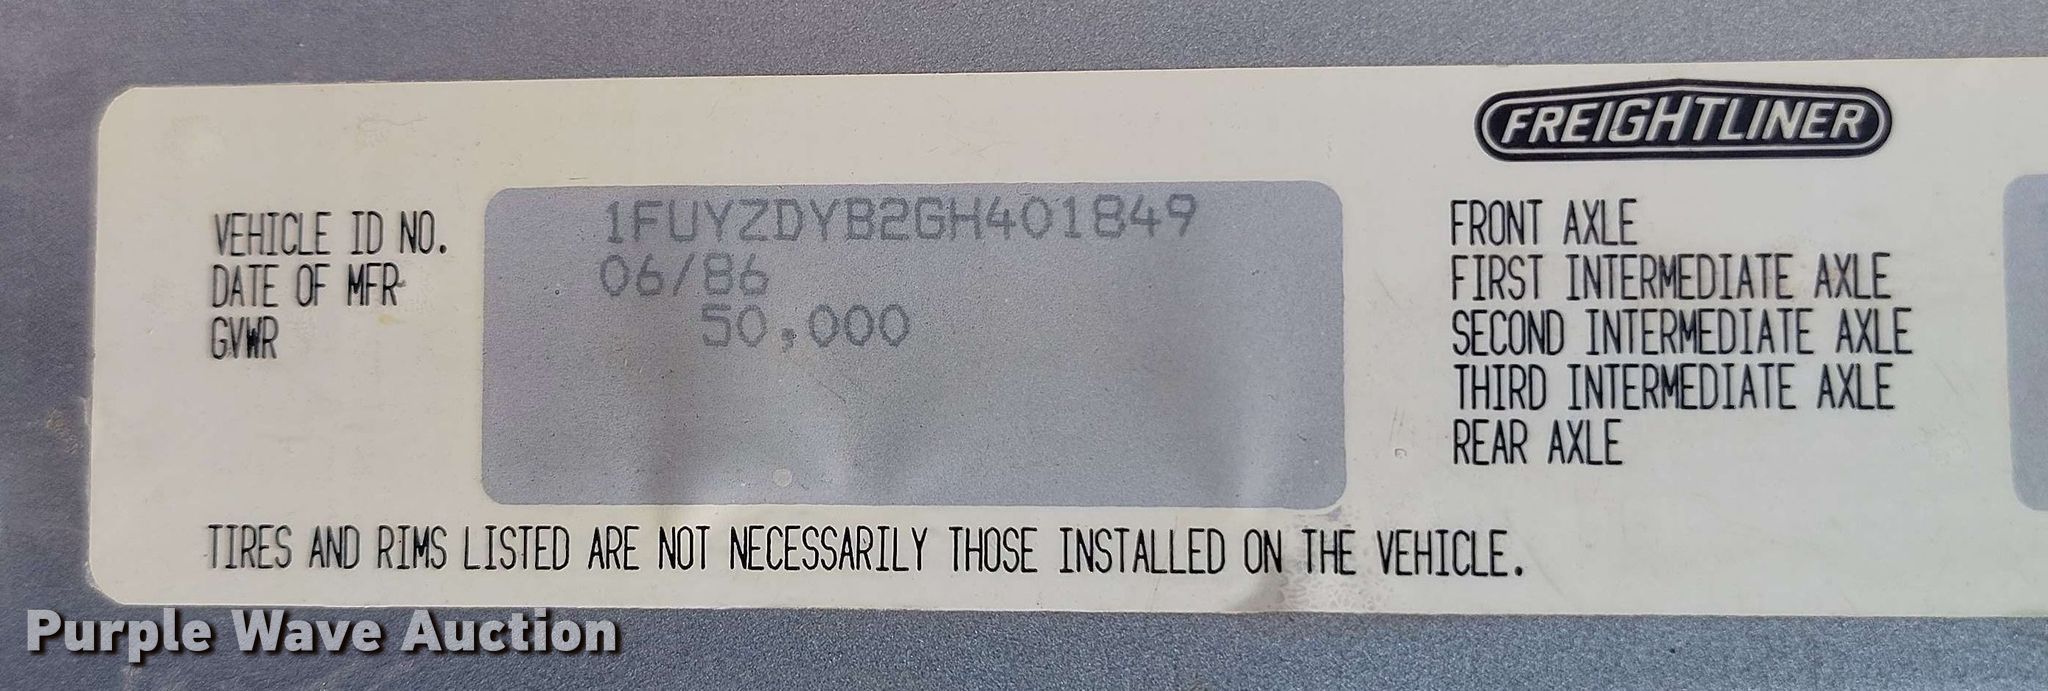 FREIGHTLINER
VEHICLE ID NO. 1FUYZDYB2GH401849
DATE OF MFR 06/86
GVWR 50,000
FRONT AXLE
FIRST INTERMEDIATE AXLE
SECOND INTERMEDIATE AXLE
THIRD INTERMEDIATE AXLE
REAR AXLE
TIRES AND RIMS LISTED ARE NOT NECESSARILY THOSE INSTALLED ON THE VEHICLE.
Purple Wave Auction